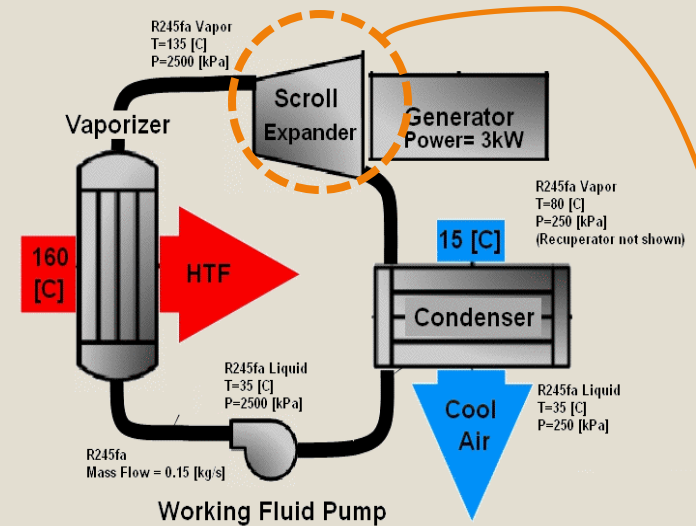 R245fa Vapor
T=135 [C]
P=2500 [kPa]
Vaporizer
Scroll
Expander
Generator
Power= 3kW
R245fa Vapor
T=80 [C]
P=250 [kPa]
(Recuperator not shown)
160
[C]
HTF
15 [C]
Condenser
R245fa Liquid
T=35 [C]
P=2500 [kPa]
Cool
Air
R245fa Liquid
T=35 [C]
P=250 [kPa]
R245fa
Mass Flow = 0.15 [kg/s]
Working Fluid Pump